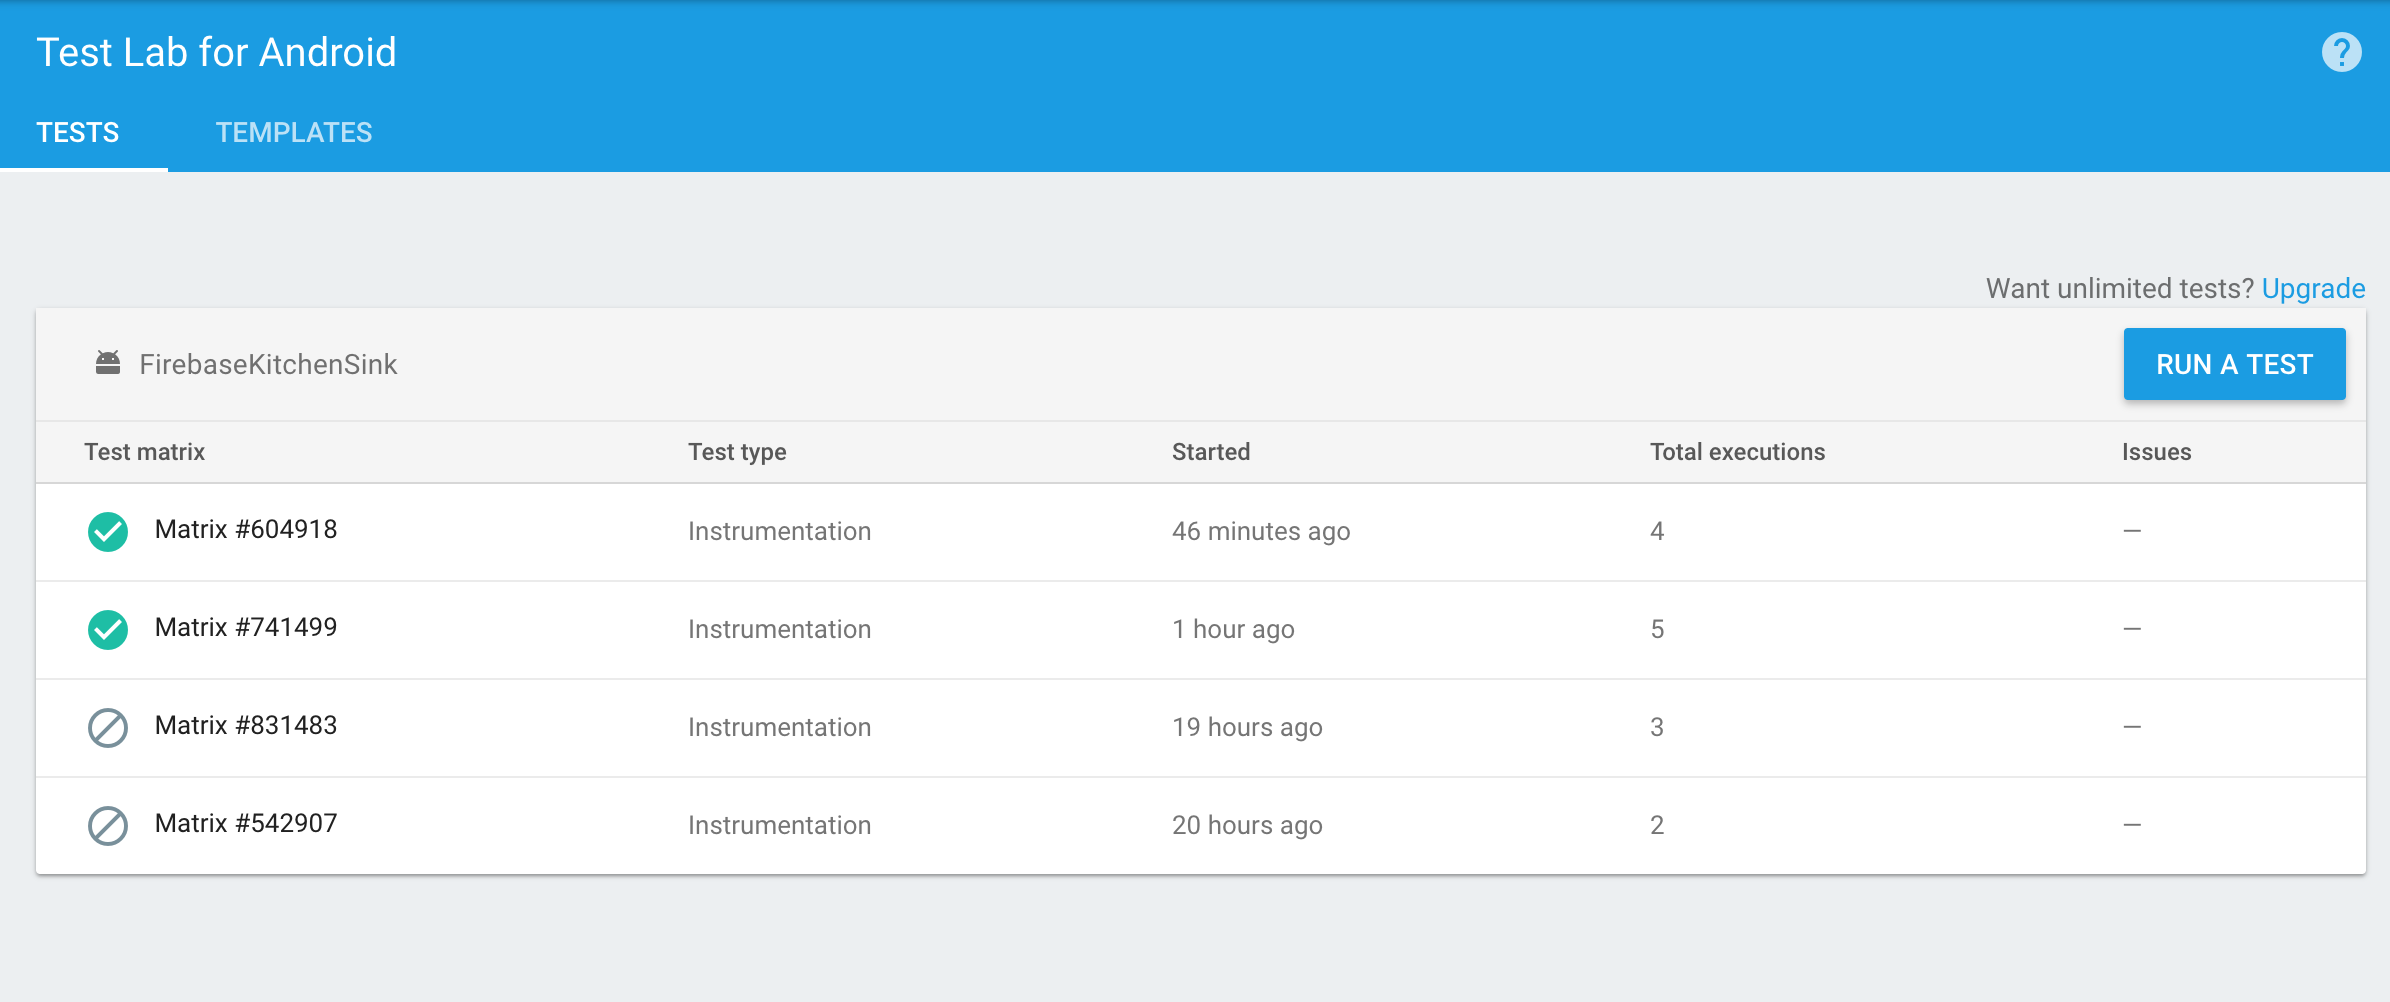 Test Lab for Android
?
TESTS TEMPLATES
Want unlimited tests? Upgrade
FirebaseKitchenSink RUN A TEST
Test matrix Test type Started Total executions Issues
Matrix #604918 Instrumentation 46 minutes ago 4 —
Matrix #741499 Instrumentation 1 hour ago 5 —
Matrix #831483 Instrumentation 19 hours ago 3 —
Matrix #542907 Instrumentation 20 hours ago 2 —